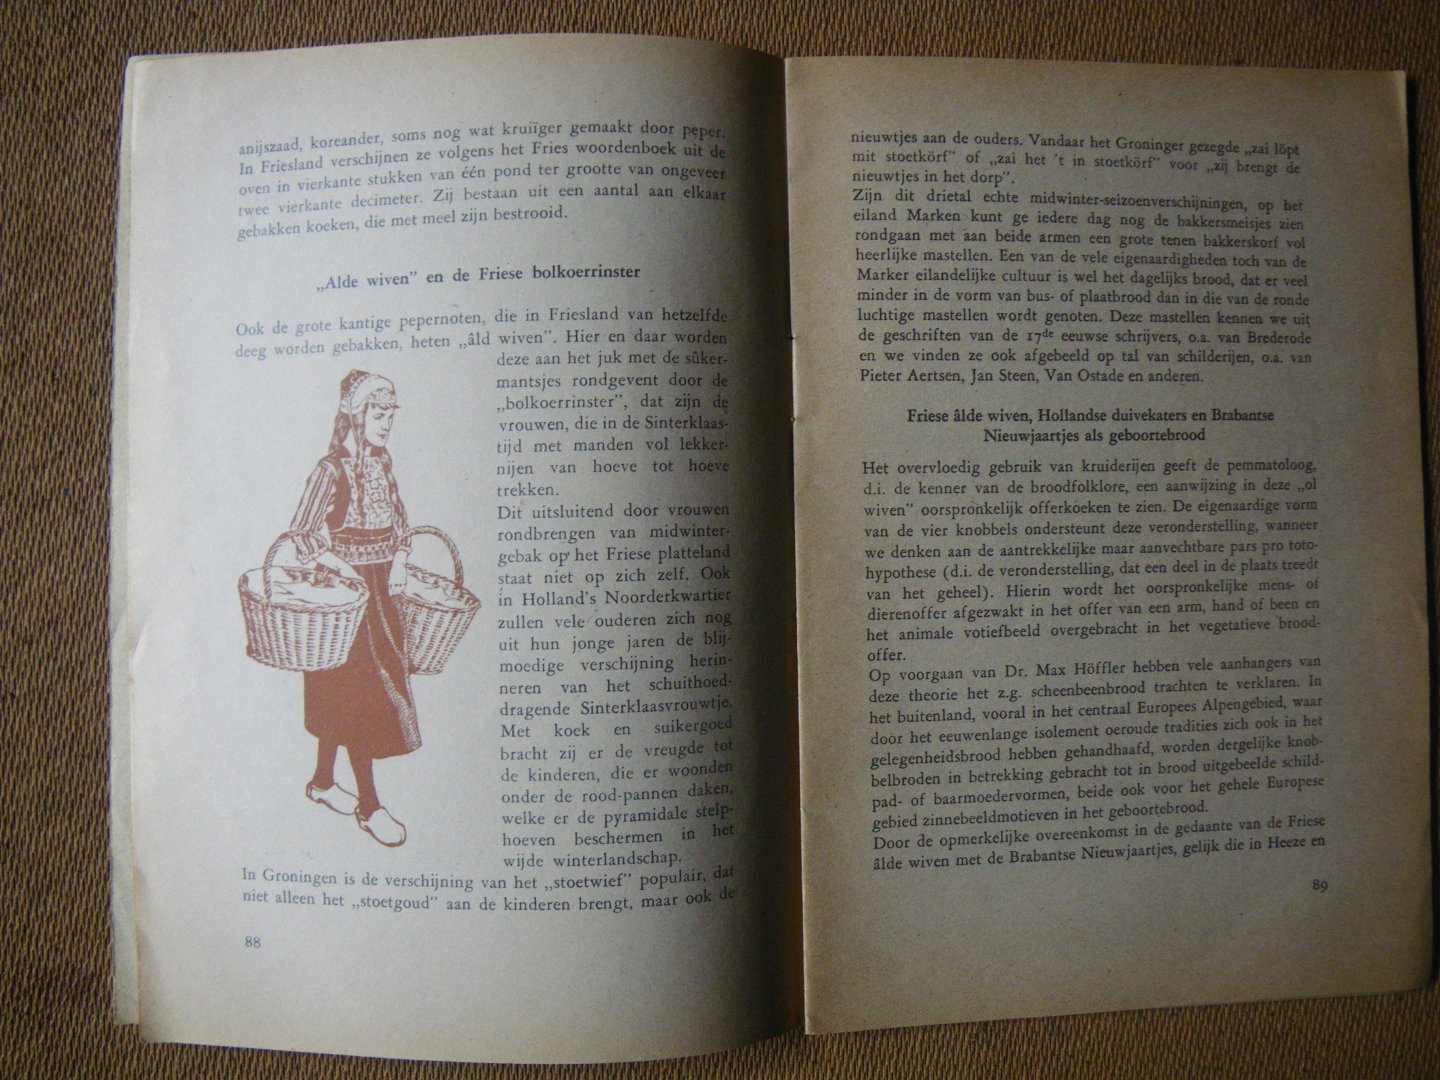 anijszaad, koreander, soms nog wat kruiïger gemaakt door peper.
In Friesland verschijnen ze volgens het Fries woordenboek uit de
oven in vierkante stukken van één pond ter grootte van ongeveer
twee vierkante decimeter. Zij bestaan uit een aantal aan elkaar
gebakken koeken, die met meel zijn bestrooid.
„Alde wiven” en de Friese bolkoerrinster
Ook de grote kantige pepernoten, die in Friesland van hetzelfde
deeg worden gebakken, heten „âld wiven”. Hier en daar worden
deze aan het juk met de sûker-
mantsjes rondgevent door de
„bolkoerrinster”, dat zijn de
vrouwen, die in de Sinterklaas-
tijd met manden vol lekker-
nijen van hoeve tot hoeve
trekken.
Dit uitsluitend door vrouwen
rondbrengen van midwinter-
gebak op het Friese platteland
staat niet op zich zelf. Ook
in Holland's Noorderkwartier
zullen vele ouderen zich nog
uit hun jonge jaren de blij-
moedige verschijning herin-
neren van het schuithoed-
dragende Sinterklaasvrouwtje.
Met koek en suikergoed
bracht zij er de vreugde tot
de kinderen, die er woonden
onder de rood-pannen daken,
welke er de pyramidale stelp-
hoeven beschermen in het
wijde winterlandschap.
In Groningen is de verschijning van het „stoetwief” populair, dat
niet alleen het „stoetgoud” aan de kinderen brengt, maar ook de
88
nieuwtjes aan de ouders. Vandaar het Groninger gezegde „zai löpt
mit stoetkörf” of „zai het 't in stoetkörf” voor „zij brengt de
nieuwtjes in het dorp”.
Zijn dit drietal echte midwinter-seizoenverschijningen, op het
eiland Marken kunt ge iedere dag nog de bakkersmeisjes zien
rondgaan met aan beide armen een grote tenen bakkerskorf vol
heerlijke mastellen. Een van de vele eigenaardigheden toch van de
Marker eilandelijke cultuur is wel het dagelijks brood, dat er veel
minder in de vorm van bus- of plaatbrood dan in die van de ronde
luchtige mastellen wordt genoten. Deze mastellen kennen we uit
de geschriften van de 17de eeuwse schrijvers, o.a. van Brederode
en we vinden ze ook afgebeeld op tal van schilderijen, o.a. van
Pieter Aertsen, Jan Steen, Van Ostade en anderen.
Friese âlde wiven, Hollandse duivekaters en Brabantse
Nieuwjaartjes als geboortebrood
Het overvloedig gebruik van kruiderijen geeft de pemmatoloog,
d.i. de kenner van de broodfolklore, een aanwijzing in deze „ol
wiven” oorspronkelijk offerkoeken te zien. De eigenaardige vorm
van de vier knobbels ondersteunt deze veronderstelling, wanneer
we denken aan de aantrekkelijke maar aanvechtbare pars pro toto-
hypothese (d.i. de veronderstelling, dat een deel in de plaats treedt
van het geheel). Hierin wordt het oorspronkelijke mens- of
dierenoffer afgezwakt in het offer van een arm, hand of been en
het animale votiefbeeld overgebracht in het vegetatieve brood-
offer.
Op voorgaan van Dr. Max Höffler hebben vele aanhangers van
deze theorie het z.g. scheenbeenbrood trachten te verklaren. In
het buitenland, vooral in het centraal Europees Alpengebied, waar
door het eeuwenlange isolement oeroude tradities zich ook in het
gelegenheidsbrood hebben gehandhaafd, worden dergelijke knob-
belbroden in betrekking gebracht tot in brood uitgebeelde schild-
pad- of baarmoedervormen, beide ook voor het gehele Europese
gebied zinnebeeldmotieven in het geboortebrood.
Door de opmerkelijke overeenkomst in de gedaante van de Friese
âlde wiven met de Brabantse Nieuwjaartjes, gelijk die in Heeze en
89